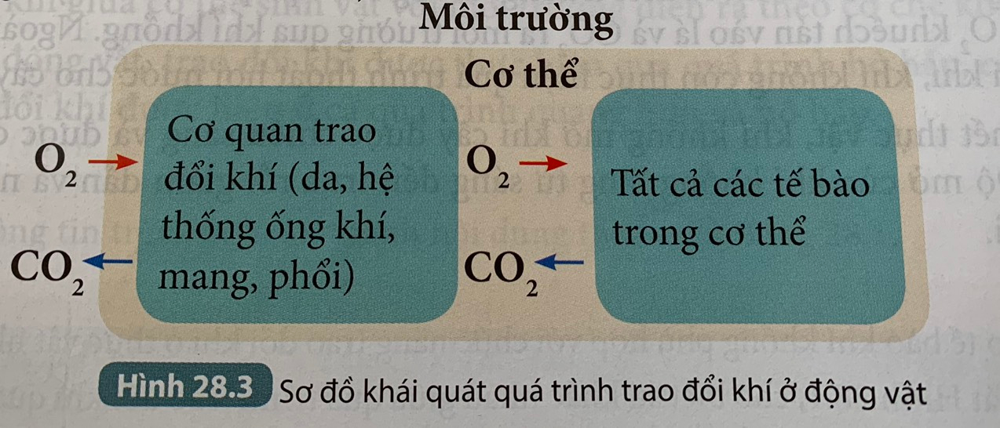 Môi trường
Cơ thể
Cơ quan trao
đổi khí (da, hệ
thống ống khí,
mang, phổi)
O₂
CO₂
O₂
CO₂
Tất cả các tế bào
trong cơ thể
Hình 28.3 Sơ đồ khái quát quá trình trao đổi khí ở động vật